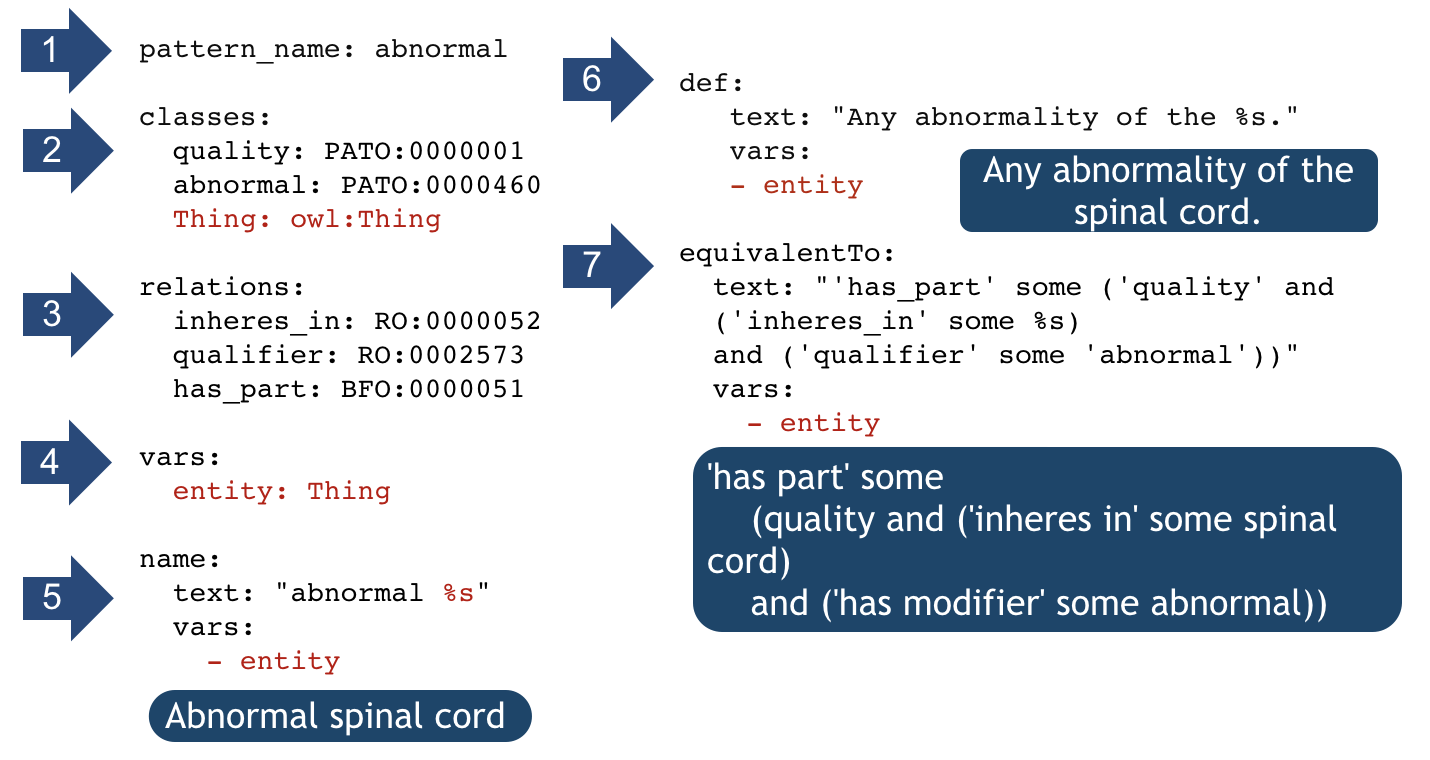 1
pattern_name: abnormal
2
classes:
quality: PATO:0000001
abnormal: PATO:0000460
Thing: owl:Thing
3
relations:
inheres_in: RO:0000052
qualifier: RO:0002573
has_part: BFO:0000051
4
vars:
entity: Thing
5
name:
text: "abnormal %s"
vars:
- entity
Abnormal spinal cord
6
def:
text: "Any abnormality of the %s."
vars:
- entity
Any abnormality of the
spinal cord.
7
equivalentTo:
text: "'has_part' some ('quality' and
('inheres_in' some %s)
and ('qualifier' some 'abnormal'))"
vars:
- entity
'has part' some
(quality and ('inheres in' some spinal
cord)
and ('has modifier' some abnormal))